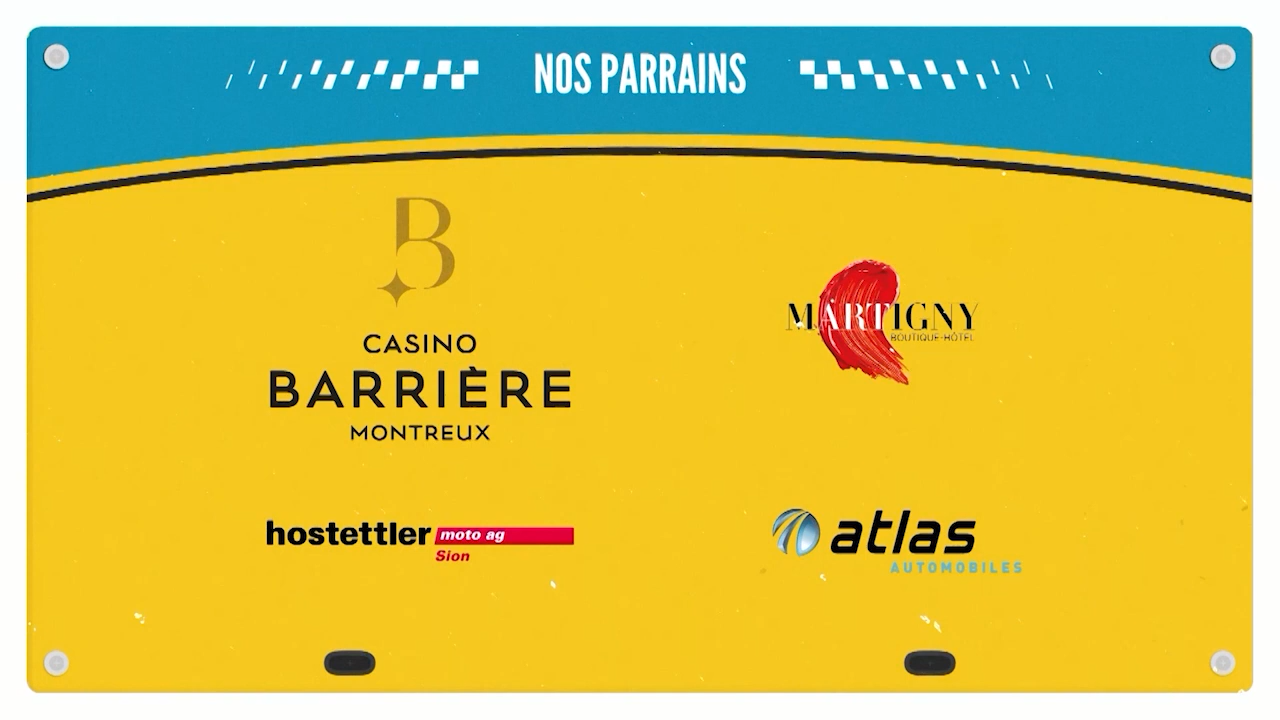 NOS PARRAINS
B
CASINO
BARRIÈRE
MONTREUX
MARTIGNY
BOUTIQUE-HÔTEL
hostettler moto ag
Sion
atlas
AUTOMOBILES